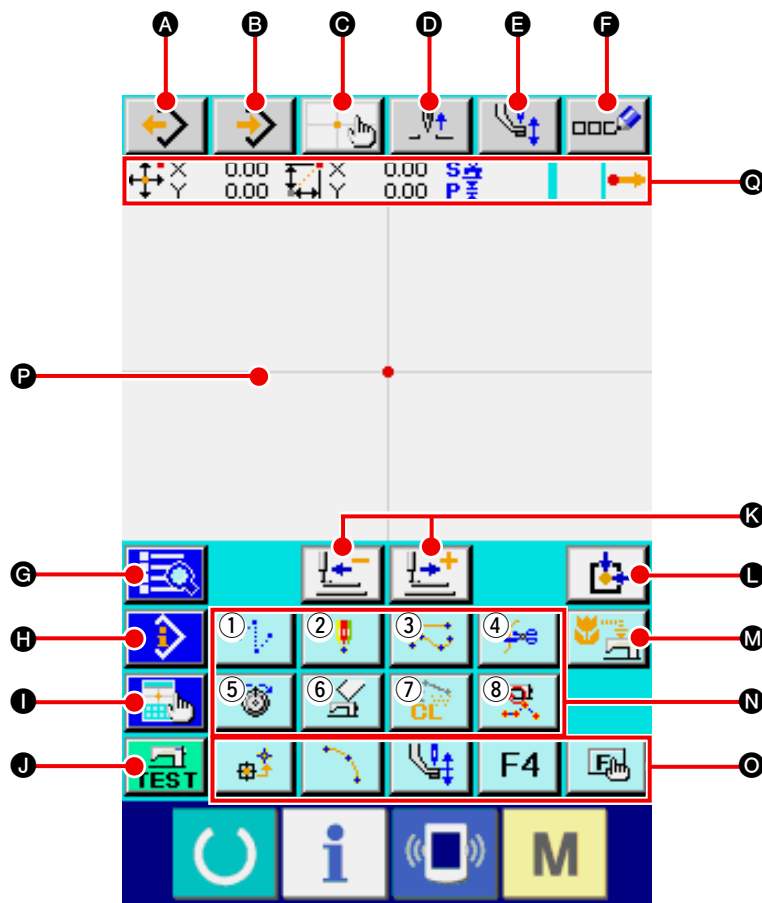 A B C D E F
X 0.00 X 0.00 S
Y 0.00 Y 0.00 P
Q
P
K
G L
H ① ② ③ ④ M
I ⑤ ⑥ ⑦ CL ⑧ N
J TEST F4 F O
i M